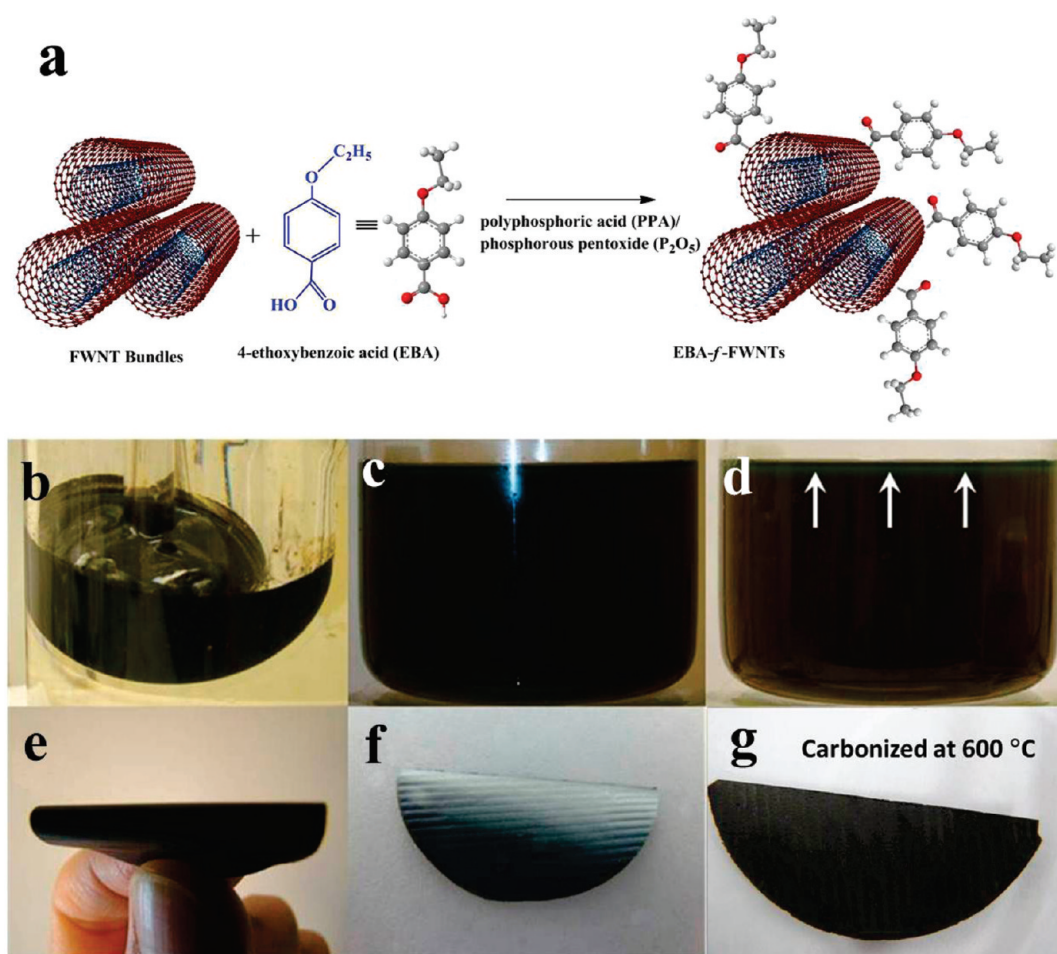 a
C₂H₅
O
+
≡
HO
O
polyphosphoric acid (PPA)/
phosphorous pentoxide (P₂O₅)
FWNT Bundles
4-ethoxybenzoic acid (EBA)
EBA-f-FWNTs
b
c
d
e
f
g
Carbonized at 600 °C